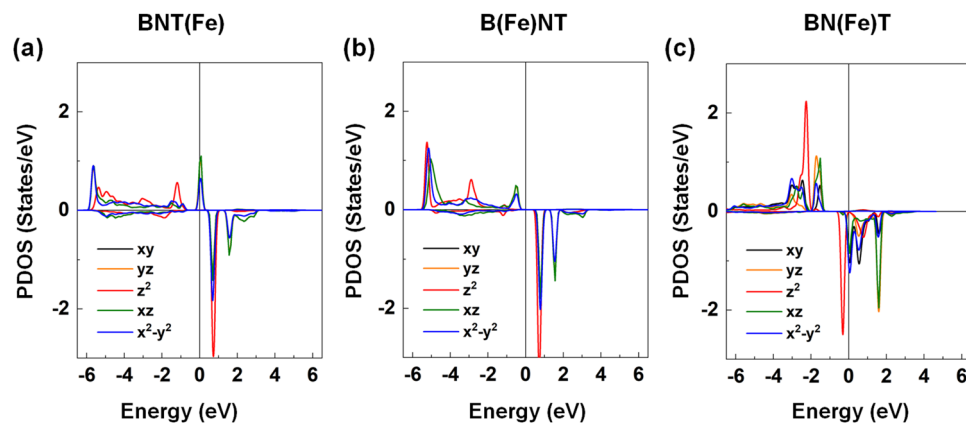 BNT(Fe)
(a)
PDOS (States/eV)
2
0
-2
xy
yz
z²
xz
x²-y²
-6 -4 -2 0 2 4 6
Energy (eV)
B(Fe)NT
(b)
PDOS (States/eV)
2
0
-2
xy
yz
z²
xz
x²-y²
-6 -4 -2 0 2 4 6
Energy (eV)
BN(Fe)T
(c)
PDOS (States/eV)
2
0
-2
xy
yz
z²
xz
x²-y²
-6 -4 -2 0 2 4 6
Energy (eV)